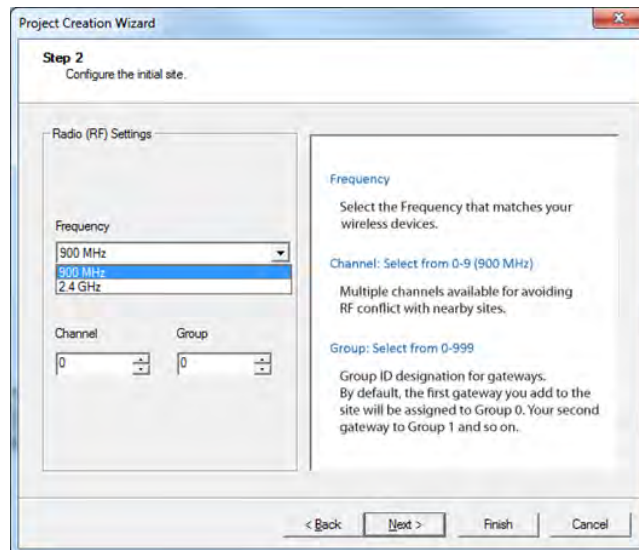 Project Creation Wizard
Step 2
Configure the initial site.
Radio (RF) Settings
Frequency
900 MHz
900 MHz
2.4 GHz
Channel Group
0 0
Frequency
Select the Frequency that matches your
wireless devices.
Channel: Select from 0-9 (900 MHz)
Multiple channels available for avoiding
RF conflict with nearby sites.
Group: Select from 0-999
Group ID designation for gateways.
By default, the first gateway you add to the
site will be assigned to Group 0. Your second
gateway to Group 1 and so on.
< Back Next > Finish Cancel